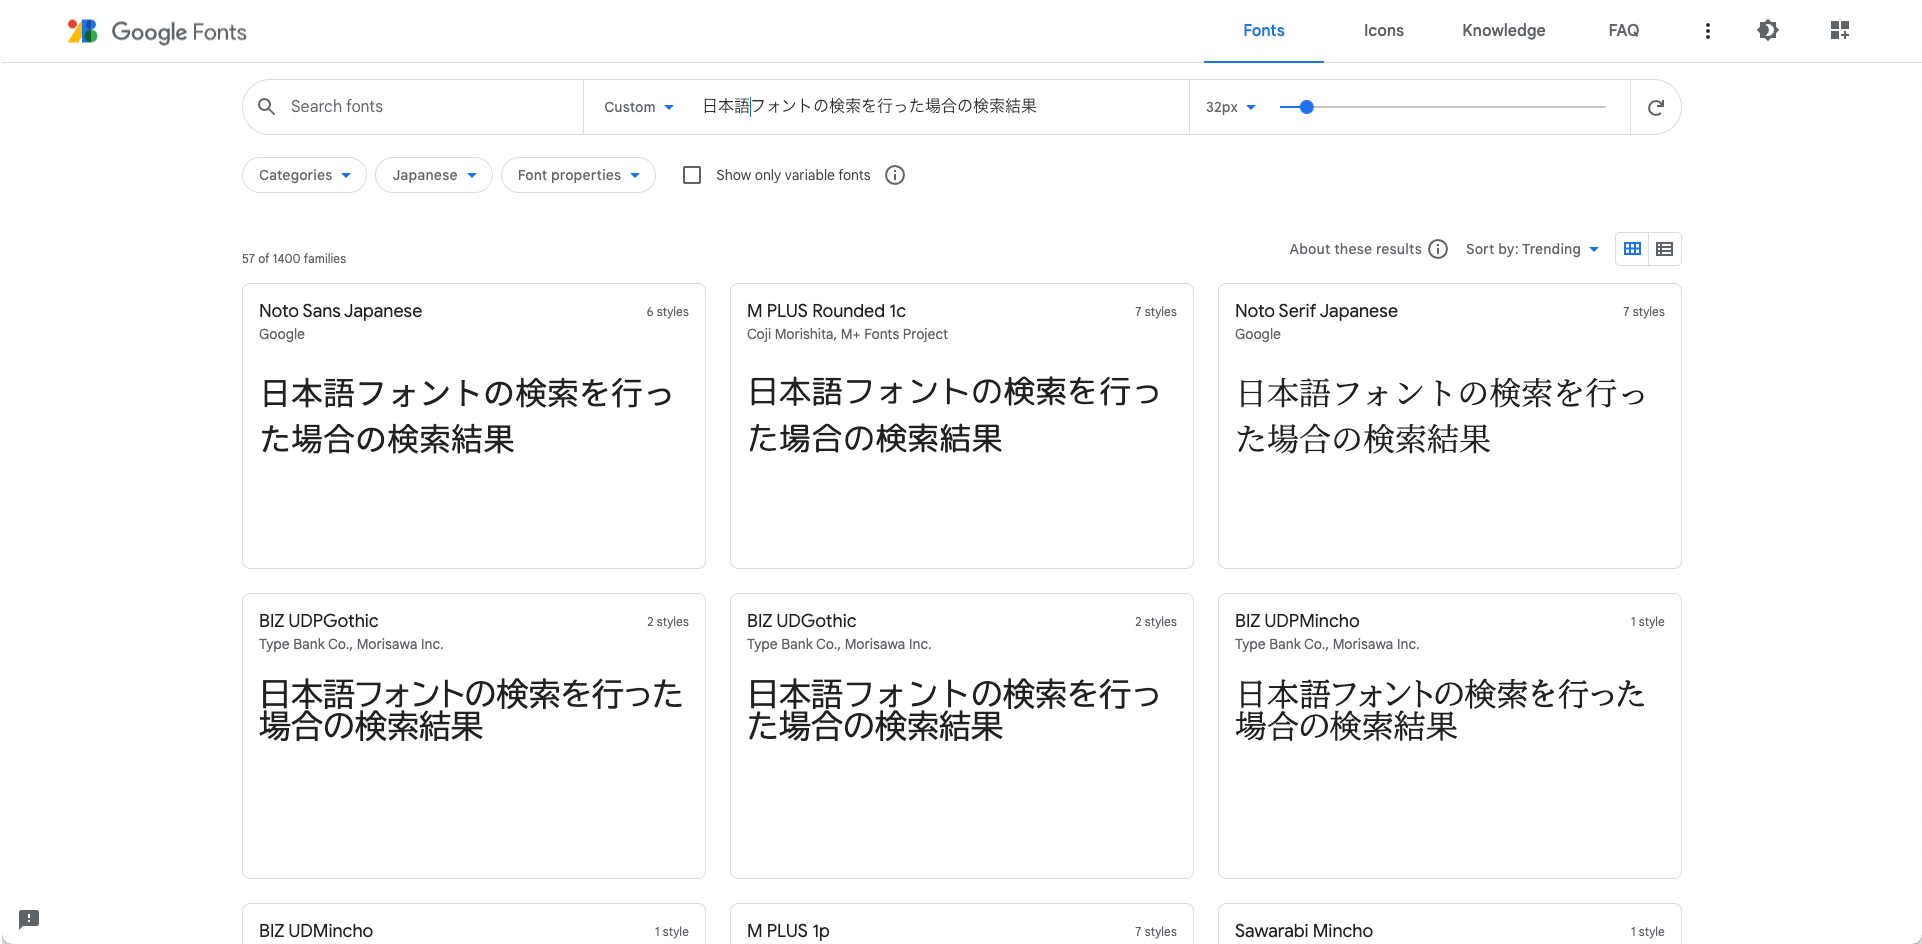 Google Fonts
Fonts
Icons
Knowledge
FAQ
Search fonts
Custom
日本語フォントの検索を行った場合の検索結果
32px
Categories
Japanese
Font properties
Show only variable fonts
57 of 1400 families
About these results
Sort by: Trending
Noto Sans Japanese
6 styles
Google
日本語フォントの検索を行っ
た場合の検索結果
M PLUS Rounded 1c
7 styles
Coji Morishita, M+ Fonts Project
日本語フォントの検索を行っ
た場合の検索結果
Noto Serif Japanese
7 styles
Google
日本語フォントの検索を行っ
た場合の検索結果
BIZ UDPGothic
2 styles
Type Bank Co., Morisawa Inc.
日本語フォントの検索を行った
場合の検索結果
BIZ UDGothic
2 styles
Type Bank Co., Morisawa Inc.
日本語フォントの検索を行っ
た場合の検索結果
BIZ UDPMincho
1 style
Type Bank Co., Morisawa Inc.
日本語フォントの検索を行った
場合の検索結果
BIZ UDMincho
1 style
M PLUS 1p
7 styles
Sawarabi Mincho
1 style